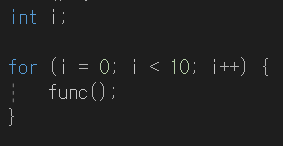 int i;
for (i = 0; i < 10; i++) {
    func();
}